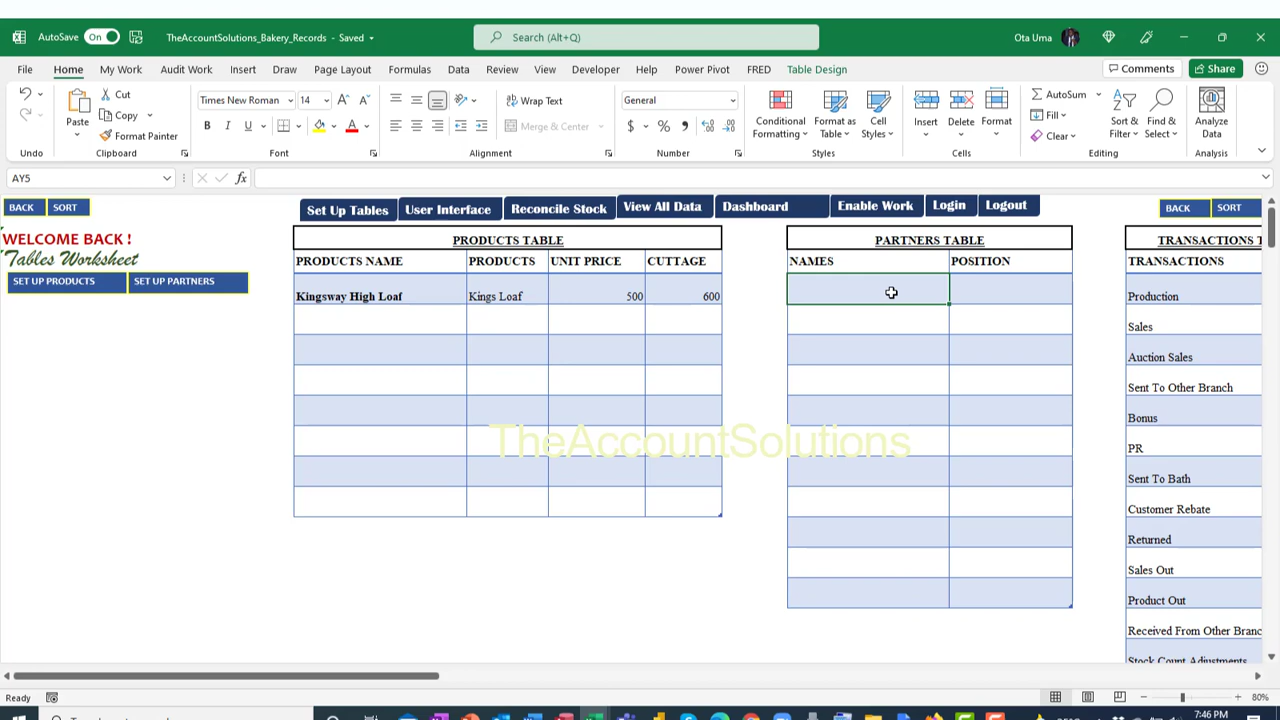 AutoSave On TheAccountSolutions_Bakery_Records - Saved Search (Alt+Q) Ota Uma
File Home My Work Audit Work Insert Draw Page Layout Formulas Data Review View Developer Help Power Pivot FRED Table Design Comments Share
Cut
Copy
Format Painter
Paste
Times New Roman 14
B I U
Wrap Text
Merge & Center
General
$ %
Conditional Formatting
Format as Table
Cell Styles
Insert Delete Format
AutoSum
Fill
Clear
Sort & Filter
Find & Select
Analyze Data
Undo Clipboard Font Alignment Number Styles Cells Editing Analysis
AY5 fx
BACK SORT Set Up Tables User Interface Reconcile Stock View All Data Dashboard Enable Work Login Logout BACK SORT
WELCOME BACK !
Tables Worksheet
SET UP PRODUCTS SET UP PARTNERS
PRODUCTS TABLE
PRODUCTS NAME PRODUCTS UNIT PRICE CUTTAGE
Kingsway High Loaf Kings Loaf 500 600
PARTNERS TABLE
NAMES POSITION
TRANSACTIONS T
TRANSACTIONS
Production
Sales
Auction Sales
Sent To Other Branch
Bonus
PR
Sent To Bath
Customer Rebate
Returned
Sales Out
Product Out
Received From Other Branc
Stock Count Adjustments
TheAccountSolutions
Ready 80%
7:46 PM